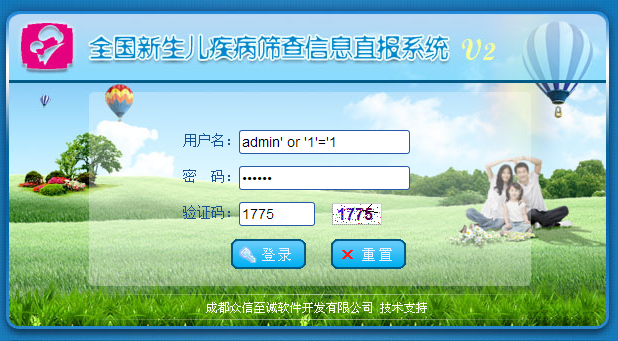 全国新生儿疾病筛查信息直报系统 V2
用户名: admin' or '1'='1
密 码: ••••••
验证码: 1775 1775
登录 重置
成都众信至诚软件开发有限公司 技术支持